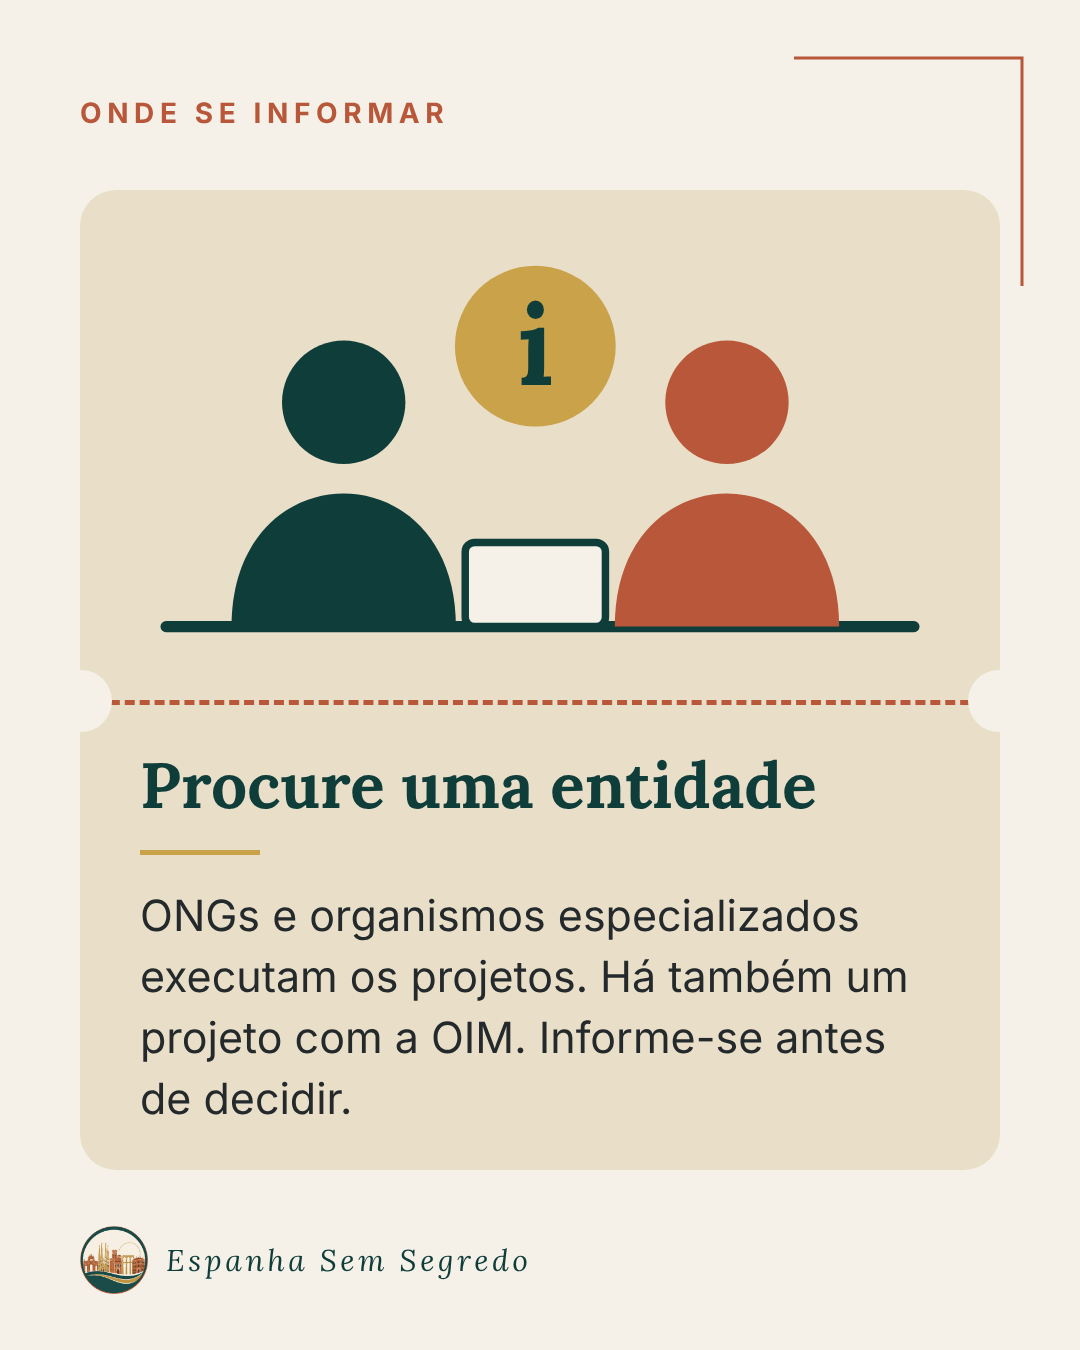 ONDE SE INFORMAR
i
Procure uma entidade
ONGs e organismos especializados
executam os projetos. Há também um
projeto com a OIM. Informe-se antes
de decidir.
Espanha Sem Segredo